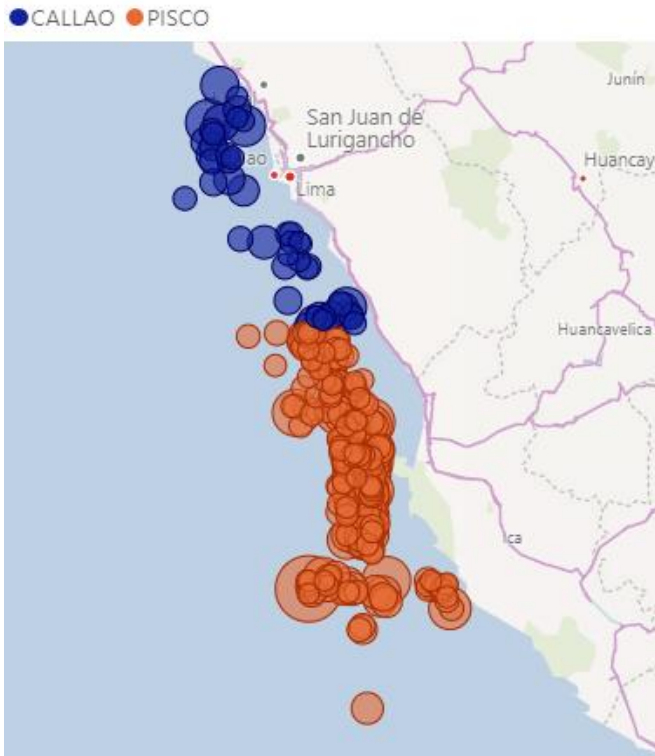 CALLAO PISCO
Junín
San Juan de
Lurigancho
Huancay
Lima
Huancavelica